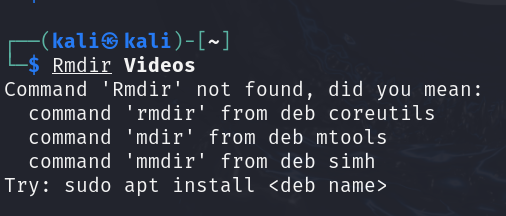 ┌──(kali㉿kali)-[~]
└─$ Rmdir Videos
Command 'Rmdir' not found, did you mean:
  command 'rmdir' from deb coreutils
  command 'mdir' from deb mtools
  command 'mmdir' from deb simh
Try: sudo apt install <deb name>